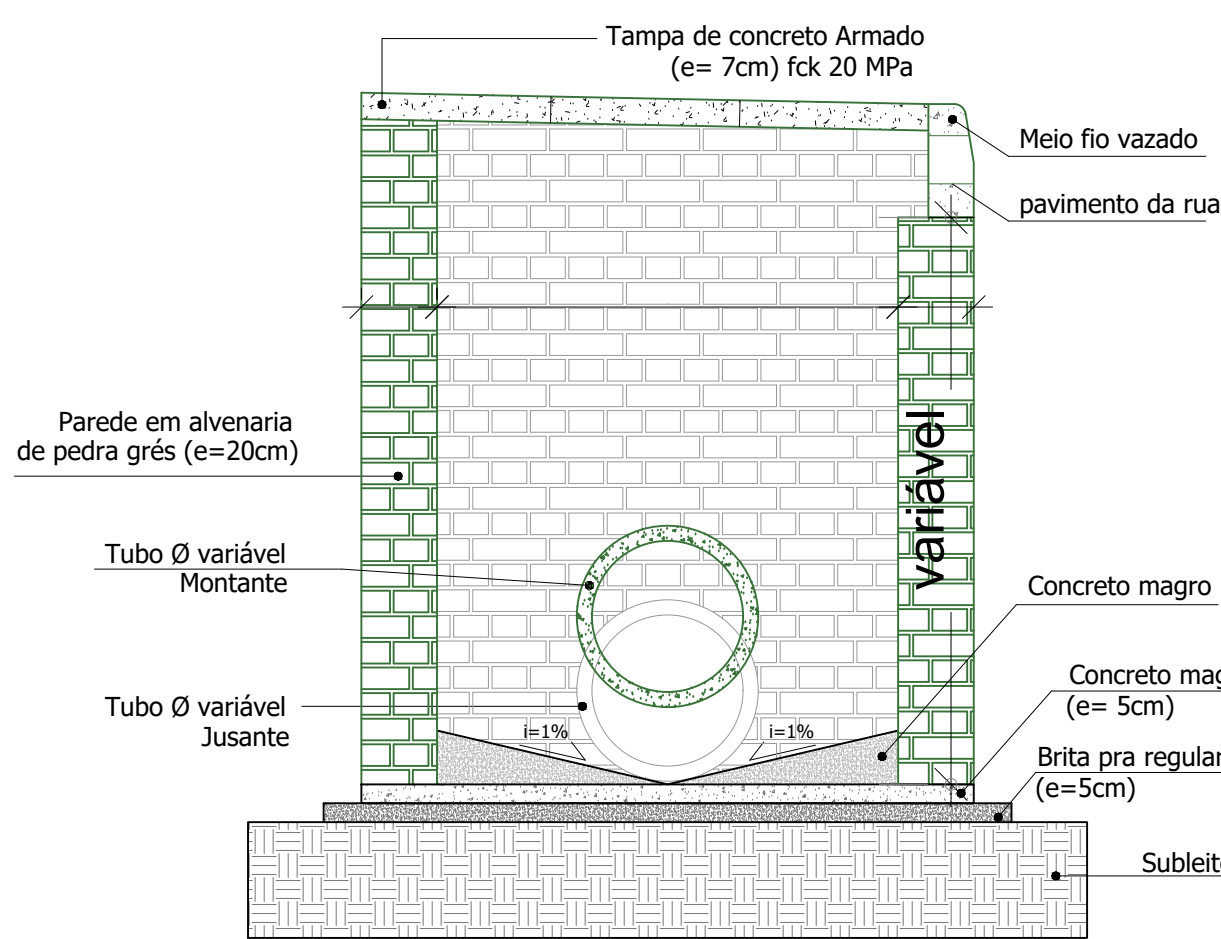 Tampa de concreto Armado
(e= 7cm) fck 20 MPa
Meio fio vazado
pavimento da rua
Parede em alvenaria
de pedra grés (e=20cm)
variável
Tubo Ø variável
Montante
Concreto magro
Concreto
(e= 5cm)
Tubo Ø variável
Jusante
i=1%
i=1%
Brita pra
(e=5cm)